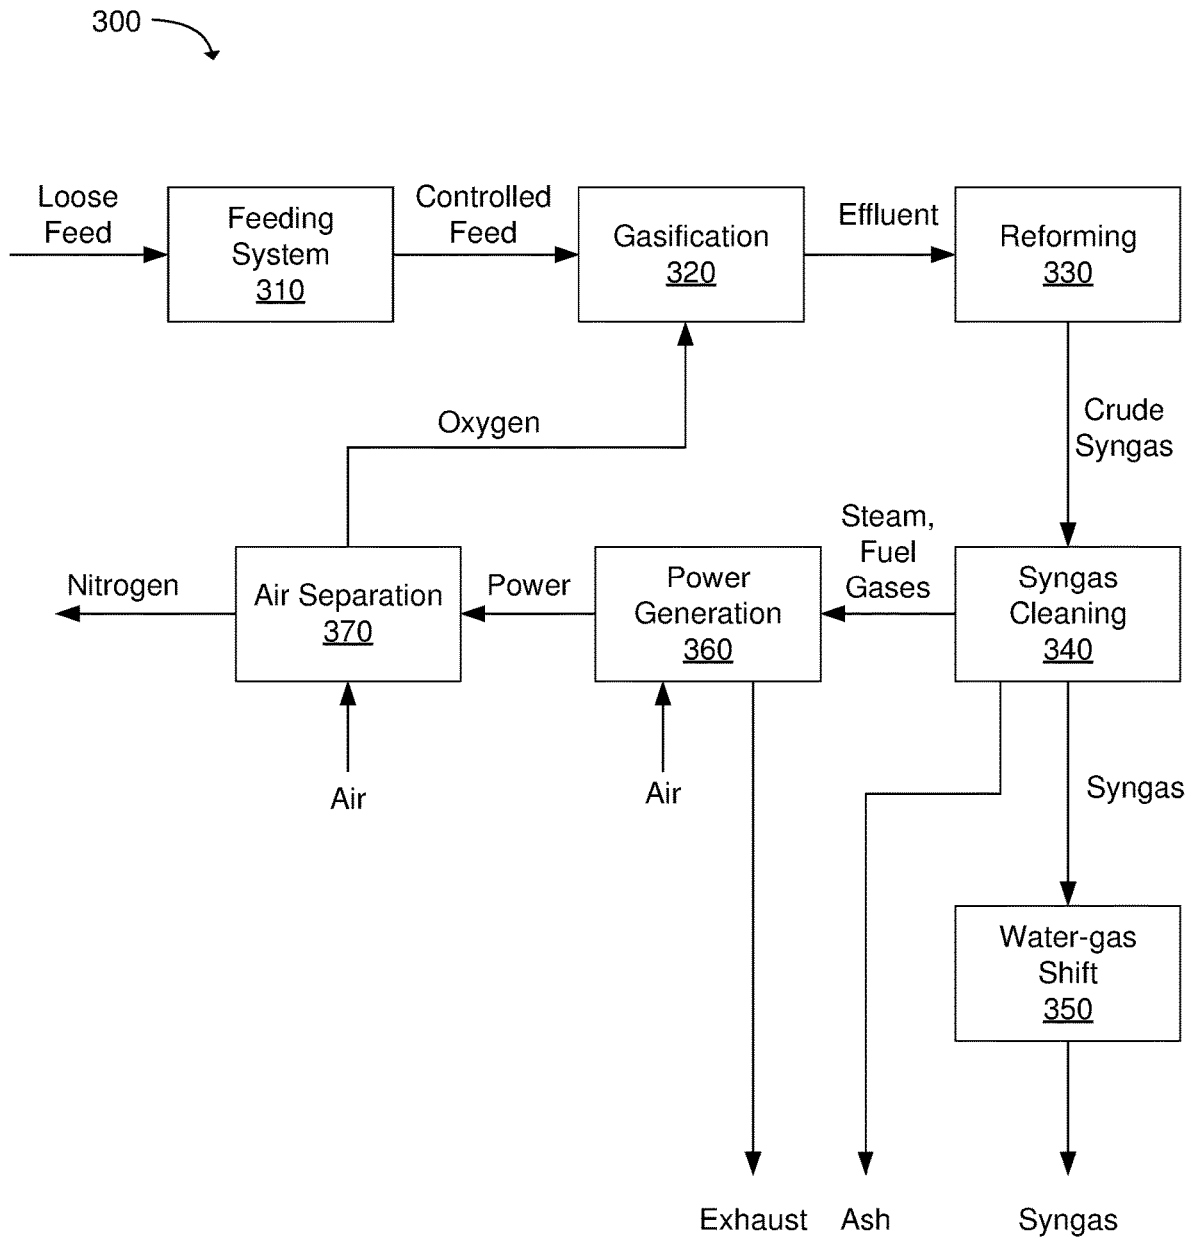 300
Loose
Feed
Feeding
System
310
Controlled
Feed
Gasification
320
Effluent
Reforming
330
Oxygen
Crude
Syngas
Nitrogen
Air Separation
370
Power
Power
Generation
360
Steam,
Fuel
Gases
Syngas
Cleaning
340
Air
Air
Syngas
Water-gas
Shift
350
Exhaust
Ash
Syngas